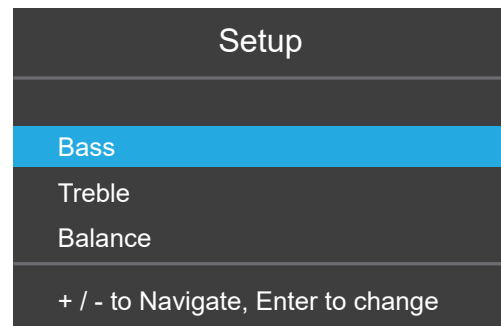 Setup
Bass
Treble
Balance
+ / - to Navigate, Enter to change